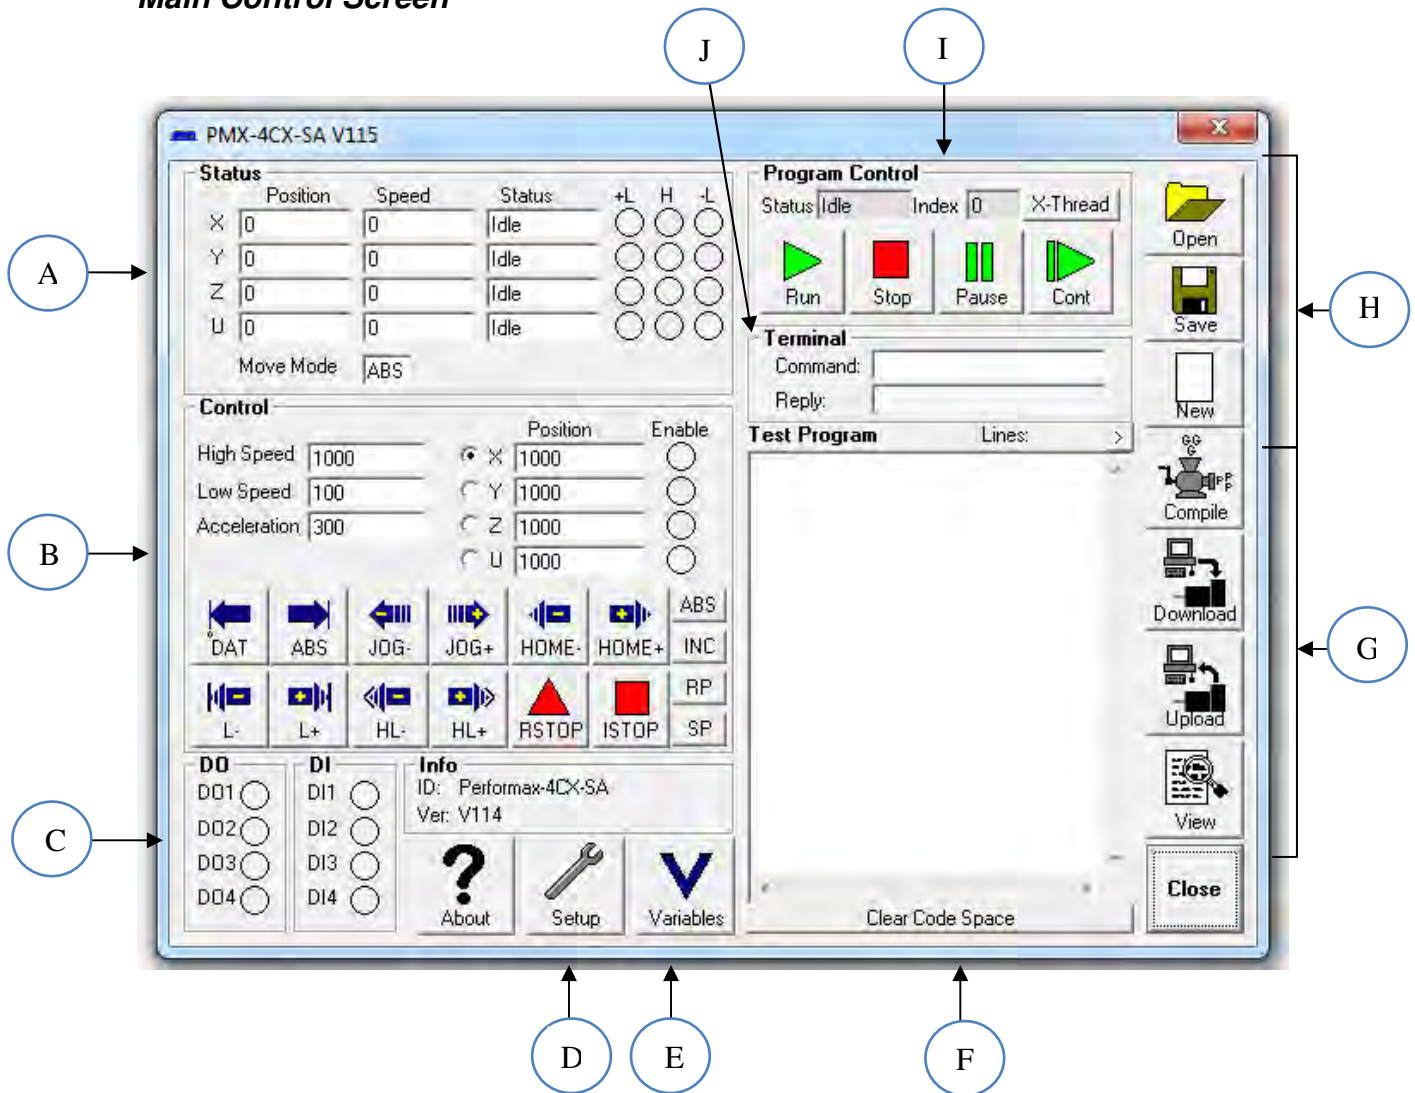 Main Control Screen
J
I
PMX-4CX-SA V115
Status
Position Speed Status +L H -L
X 0 0 Idle
Y 0 0 Idle
Z 0 0 Idle
U 0 0 Idle
Move Mode ABS
A
Program Control
Status Idle Index 0 X-Thread
Run Stop Pause Cont
Terminal
Command:
Reply:
Open
Save
New
H
Control
Position Enable
High Speed 1000 X 1000
Low Speed 100 Y 1000
Acceleration 300 Z 1000
U 1000
B
DAT ABS JOG- JOG+ HOME- HOME+ ABS
INC
L- L+ HL- HL+ RSTOP ISTOP RP
SP
Test Program Lines: >
Compile
Download
Upload
View
G
Close
Clear Code Space
DO
DO1
DO2
DO3
DO4
DI
DI1
DI2
DI3
DI4
C
Info
ID: Performax-4CX-SA
Ver: V114
About Setup Variables
D
E
F